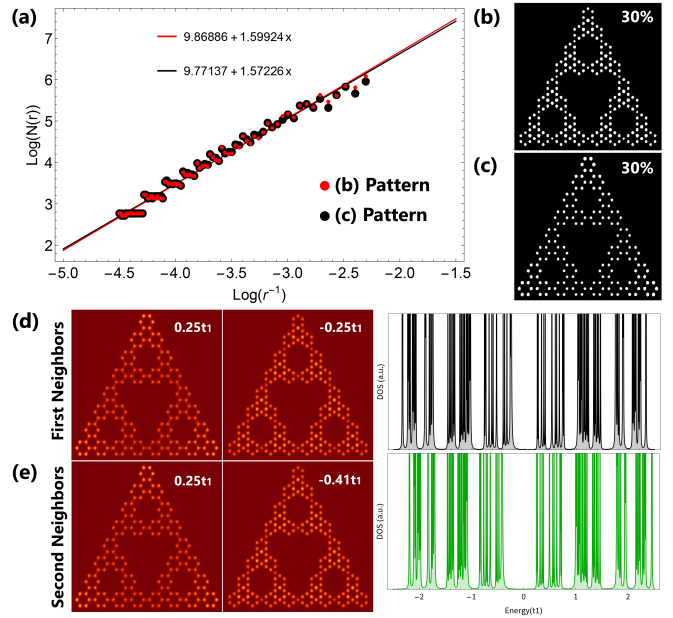 (a)
7
6
5
4
3
2
Log(N(r))
9.86886 + 1.59924 x
9.77137 + 1.57226 x
(b) Pattern
(c) Pattern
-5.0 -4.5 -4.0 -3.5 -3.0 -2.5 -2.0 -1.5
Log(r⁻¹)
(b)
30%
(c)
30%
(d)
First Neighbors
0.25t₁
-0.25t₁
DOS (a.u.)
(e)
Second Neighbors
0.25t₁
-0.41t₁
DOS (a.u.)
−2 −1 0 1 2
Energy(t1)